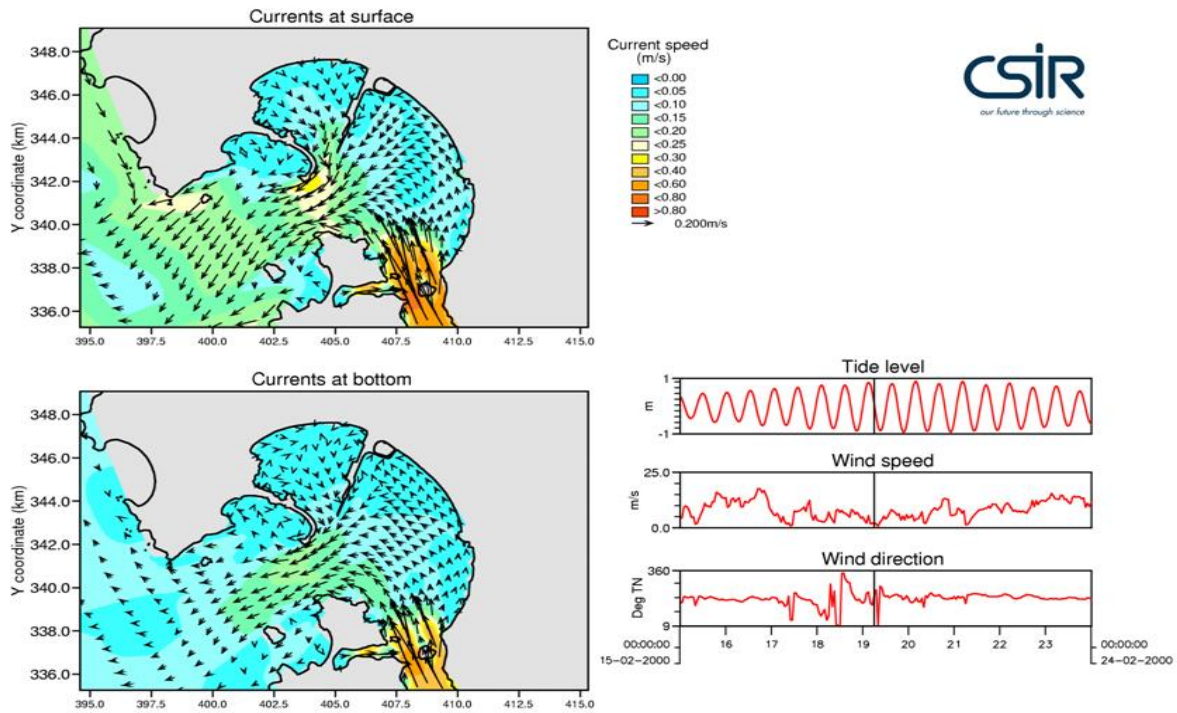 Currents at surface
348.0
346.0
344.0
342.0
340.0
338.0
336.0
Y coordinate (km)
395.0 397.5 400.0 402.5 405.0 407.5 410.0 412.5 415.0
Current speed
(m/s)
<0.00
<0.05
<0.10
<0.15
<0.20
<0.25
<0.30
<0.40
<0.60
<0.80
>0.80
0.200m/s
CSIR
our future through science
Currents at bottom
348.0
346.0
344.0
342.0
340.0
338.0
336.0
Y coordinate (km)
395.0 397.5 400.0 402.5 405.0 407.5 410.0 412.5 415.0
Tide level
1
m
-1
Wind speed
25.0
m/s
0.0
Wind direction
360
Deg TN
9
00:00:00 16 17 18 19 20 21 22 23 00:00:00
15-02-2000 24-02-2000